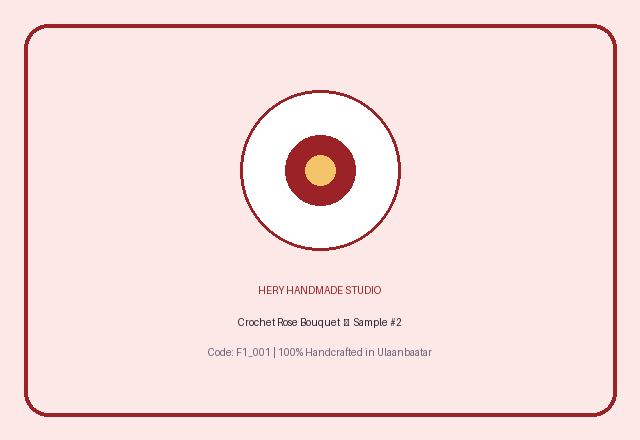 HERY HANDMADE STUDIO
Crochet Rose Bouquet Sample #2
Code: F1_001 | 100% Handcrafted in Ulaanbaatar